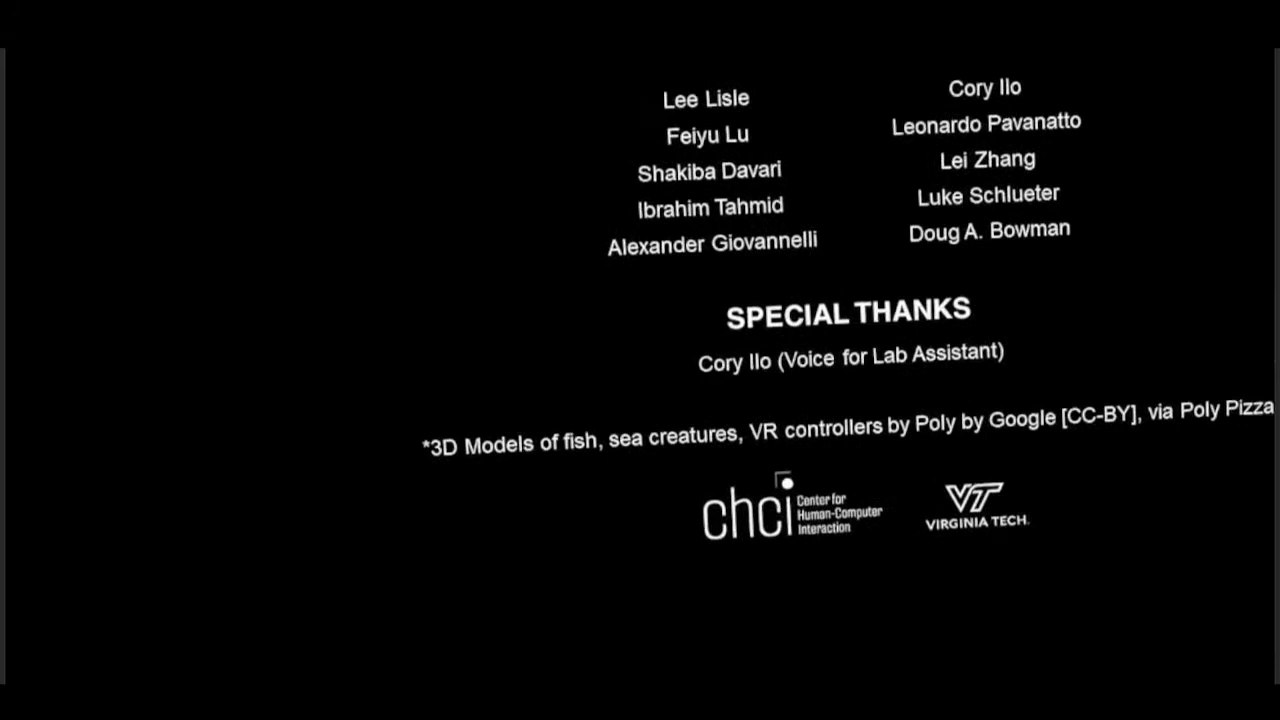 Lee Lisle
Feiyu Lu
Shakiba Davari
Ibrahim Tahmid
Alexander Giovannelli
Cory Ilo
Leonardo Pavanatto
Lei Zhang
Luke Schlueter
Doug A. Bowman
SPECIAL THANKS
Cory Ilo (Voice for Lab Assistant)
*3D Models of fish, sea creatures, VR controllers by Poly by Google [CC-BY], via Poly Pizza
chci
Center for
Human-Computer
Interaction
VT
VIRGINIA TECH.